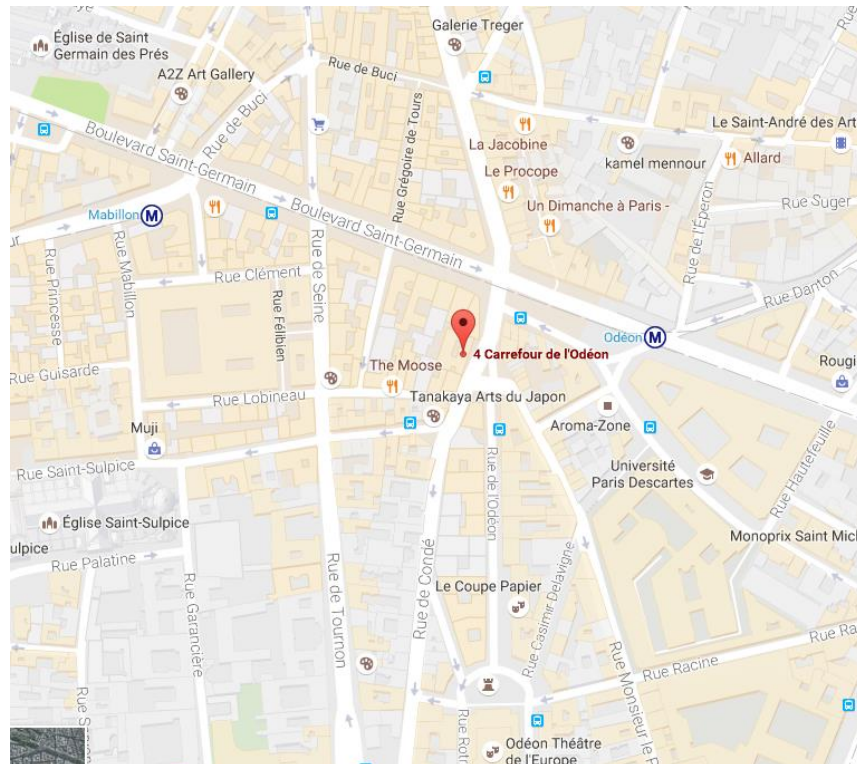 Galerie Treger
Église de Saint
Germain des Prés
Rue de Buci
A2Z Art Gallery
Rue de Buci
Le Saint-André des Art
La Jacobine
kamel mennour
Allard
Boulevard Saint-Germain
Rue Grégoire de Tours
Le Procope
Un Dimanche à Paris -
Rue Suger
Rue de l'Éperon
Mabillon
M
Boulevard Saint-Germain
Rue Princesse
Rue Mabillon
Rue Clément
Rue de Seine
Rue Félibien
Rue Danton
Odéon
M
4 Carrefour de l'Odéon
The Moose
Rougi
Rue Guisarde
Rue Lobineau
Tanakaya Arts du Japon
Muji
Aroma-Zone
Rue Saint-Sulpice
Rue de l'Odéon
Université
Paris Descartes
Rue Hautefeuille
Église Saint-Sulpice
ulpice
Rue Palatine
Monoprix Saint Mich
Rue Garancière
Rue de Tournon
Rue de Condé
Le Coupe Papier
Rue Casimir Delavigne
Rue Ra
Rue Racine
Rue Monsieur le P
Rue Rotr
Odéon Théâtre
de l'Europe